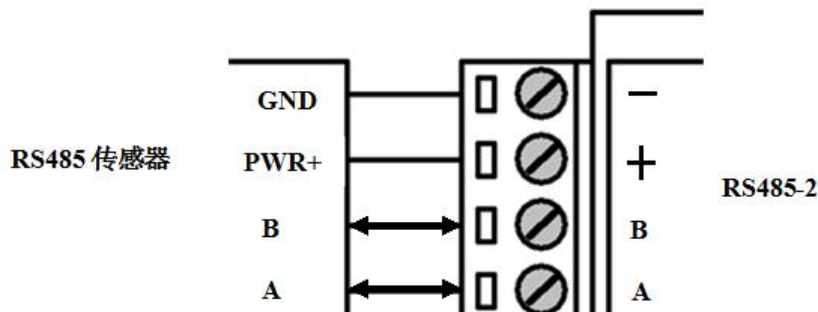 GND
−
RS485 传感器
PWR+
+
RS485-2
B
B
A
A